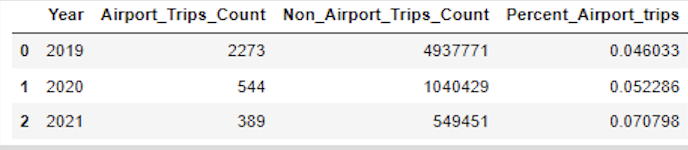 Year Airport_Trips_Count Non_Airport_Trips_Count Percent_Airport_trips
0 2019 2273 4937771 0.046033
1 2020 544 1040429 0.052286
2 2021 389 549451 0.070798